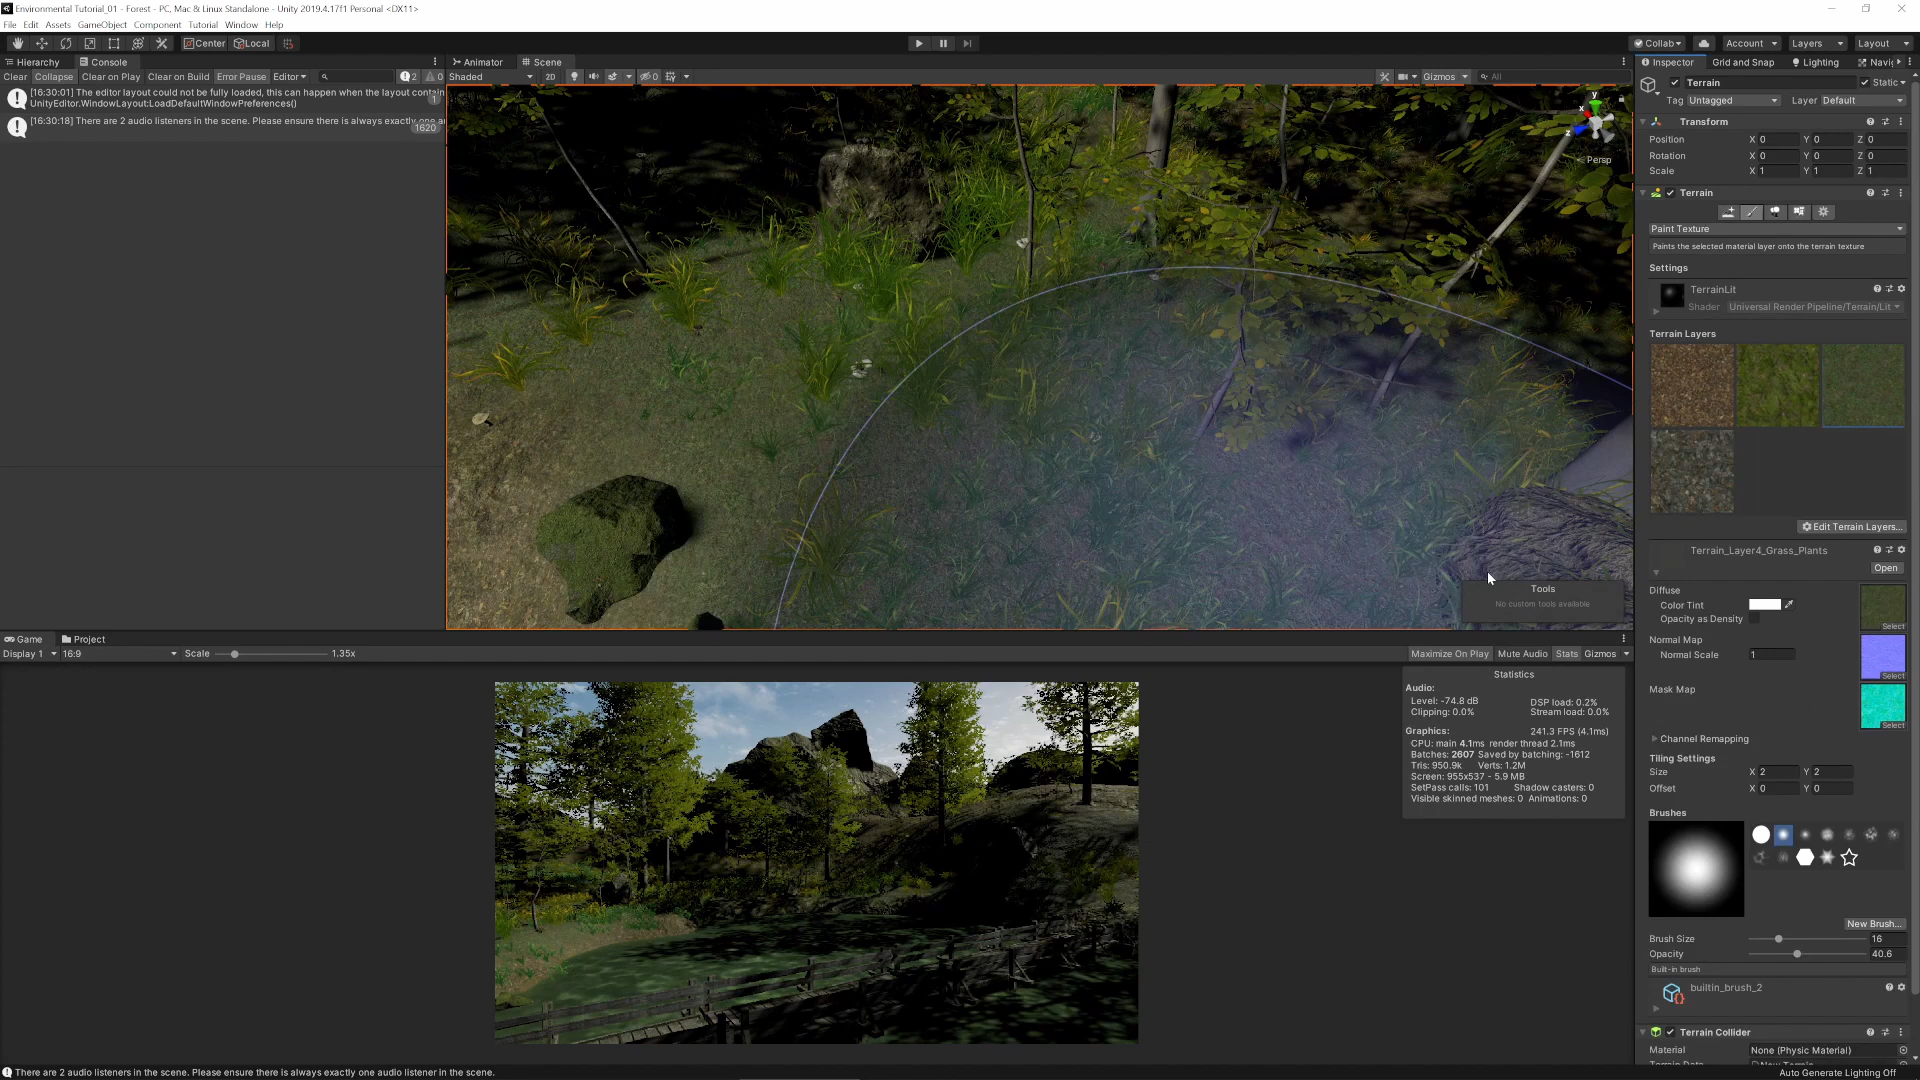 Environmental Tutorial_01 - Forest - PC, Mac & Linux Standalone - Unity 2019.4.17f1 Personal <DX11>
File Edit Assets GameObject Component Tutorial Window Help
Center Local
Collab Account Layers Layout
Hierarchy Console
Clear Collapse Clear on Play Clear on Build Error Pause Editor 2 0
[16:30:01] The editor layout could not be fully loaded, this can happen when the layout contain
UnityEditor.WindowLayout:LoadDefaultWindowPreferences()
1
[16:30:18] There are 2 audio listeners in the scene. Please ensure there is always exactly one a
1620
Animator Scene
Shaded 2D 0 Gizmos All
y
x
z
Persp
Tools
No custom tools available
Game Project
Display 1 16:9 Scale 1.35x
Maximize On Play Mute Audio Stats Gizmos
Statistics
Audio:
Level: -74.8 dB DSP load: 0.2%
Clipping: 0.0% Stream load: 0.0%
Graphics: 241.3 FPS (4.1ms)
CPU: main 4.1ms render thread 2.1ms
Batches: 2607 Saved by batching: -1612
Tris: 950.9k Verts: 1.2M
Screen: 955x537 - 5.9 MB
SetPass calls: 101 Shadow casters: 0
Visible skinned meshes: 0 Animations: 0
Inspector Grid and Snap Lighting Navig
Terrain Static
Tag Untagged Layer Default
Transform
Position X 0 Y 0 Z 0
Rotation X 0 Y 0 Z 0
Scale X 1 Y 1 Z 1
Terrain
Paint Texture
Paints the selected material layer onto the terrain texture
Settings
TerrainLit
Shader Universal Render Pipeline/Terrain/Lit
Terrain Layers
Edit Terrain Layers...
Terrain_Layer4_Grass_Plants
Open
Diffuse
Color Tint
Opacity as Density
Select
Normal Map
Normal Scale 1
Select
Mask Map
Select
Channel Remapping
Tiling Settings
Size X 2 Y 2
Offset X 0 Y 0
Brushes
New Brush...
Brush Size 16
Opacity 40.6
Built-in brush
builtin_brush_2
Terrain Collider
Material None (Physic Material)
There are 2 audio listeners in the scene. Please ensure there is always exactly one audio listener in the scene.
Auto Generate Lighting Off